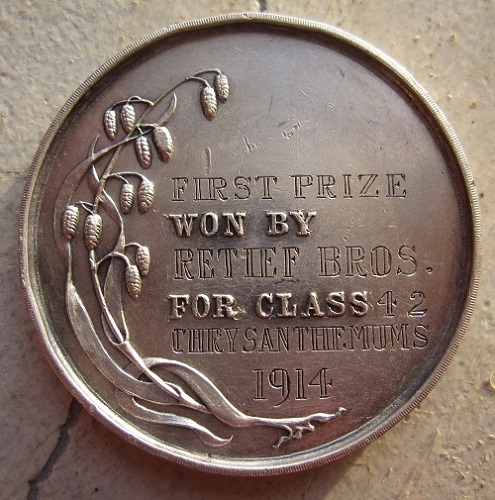 FIRST PRIZE
WON BY
RETIEF BROS.
FOR CLASS 42
CHRYSANTHEMUMS
1914